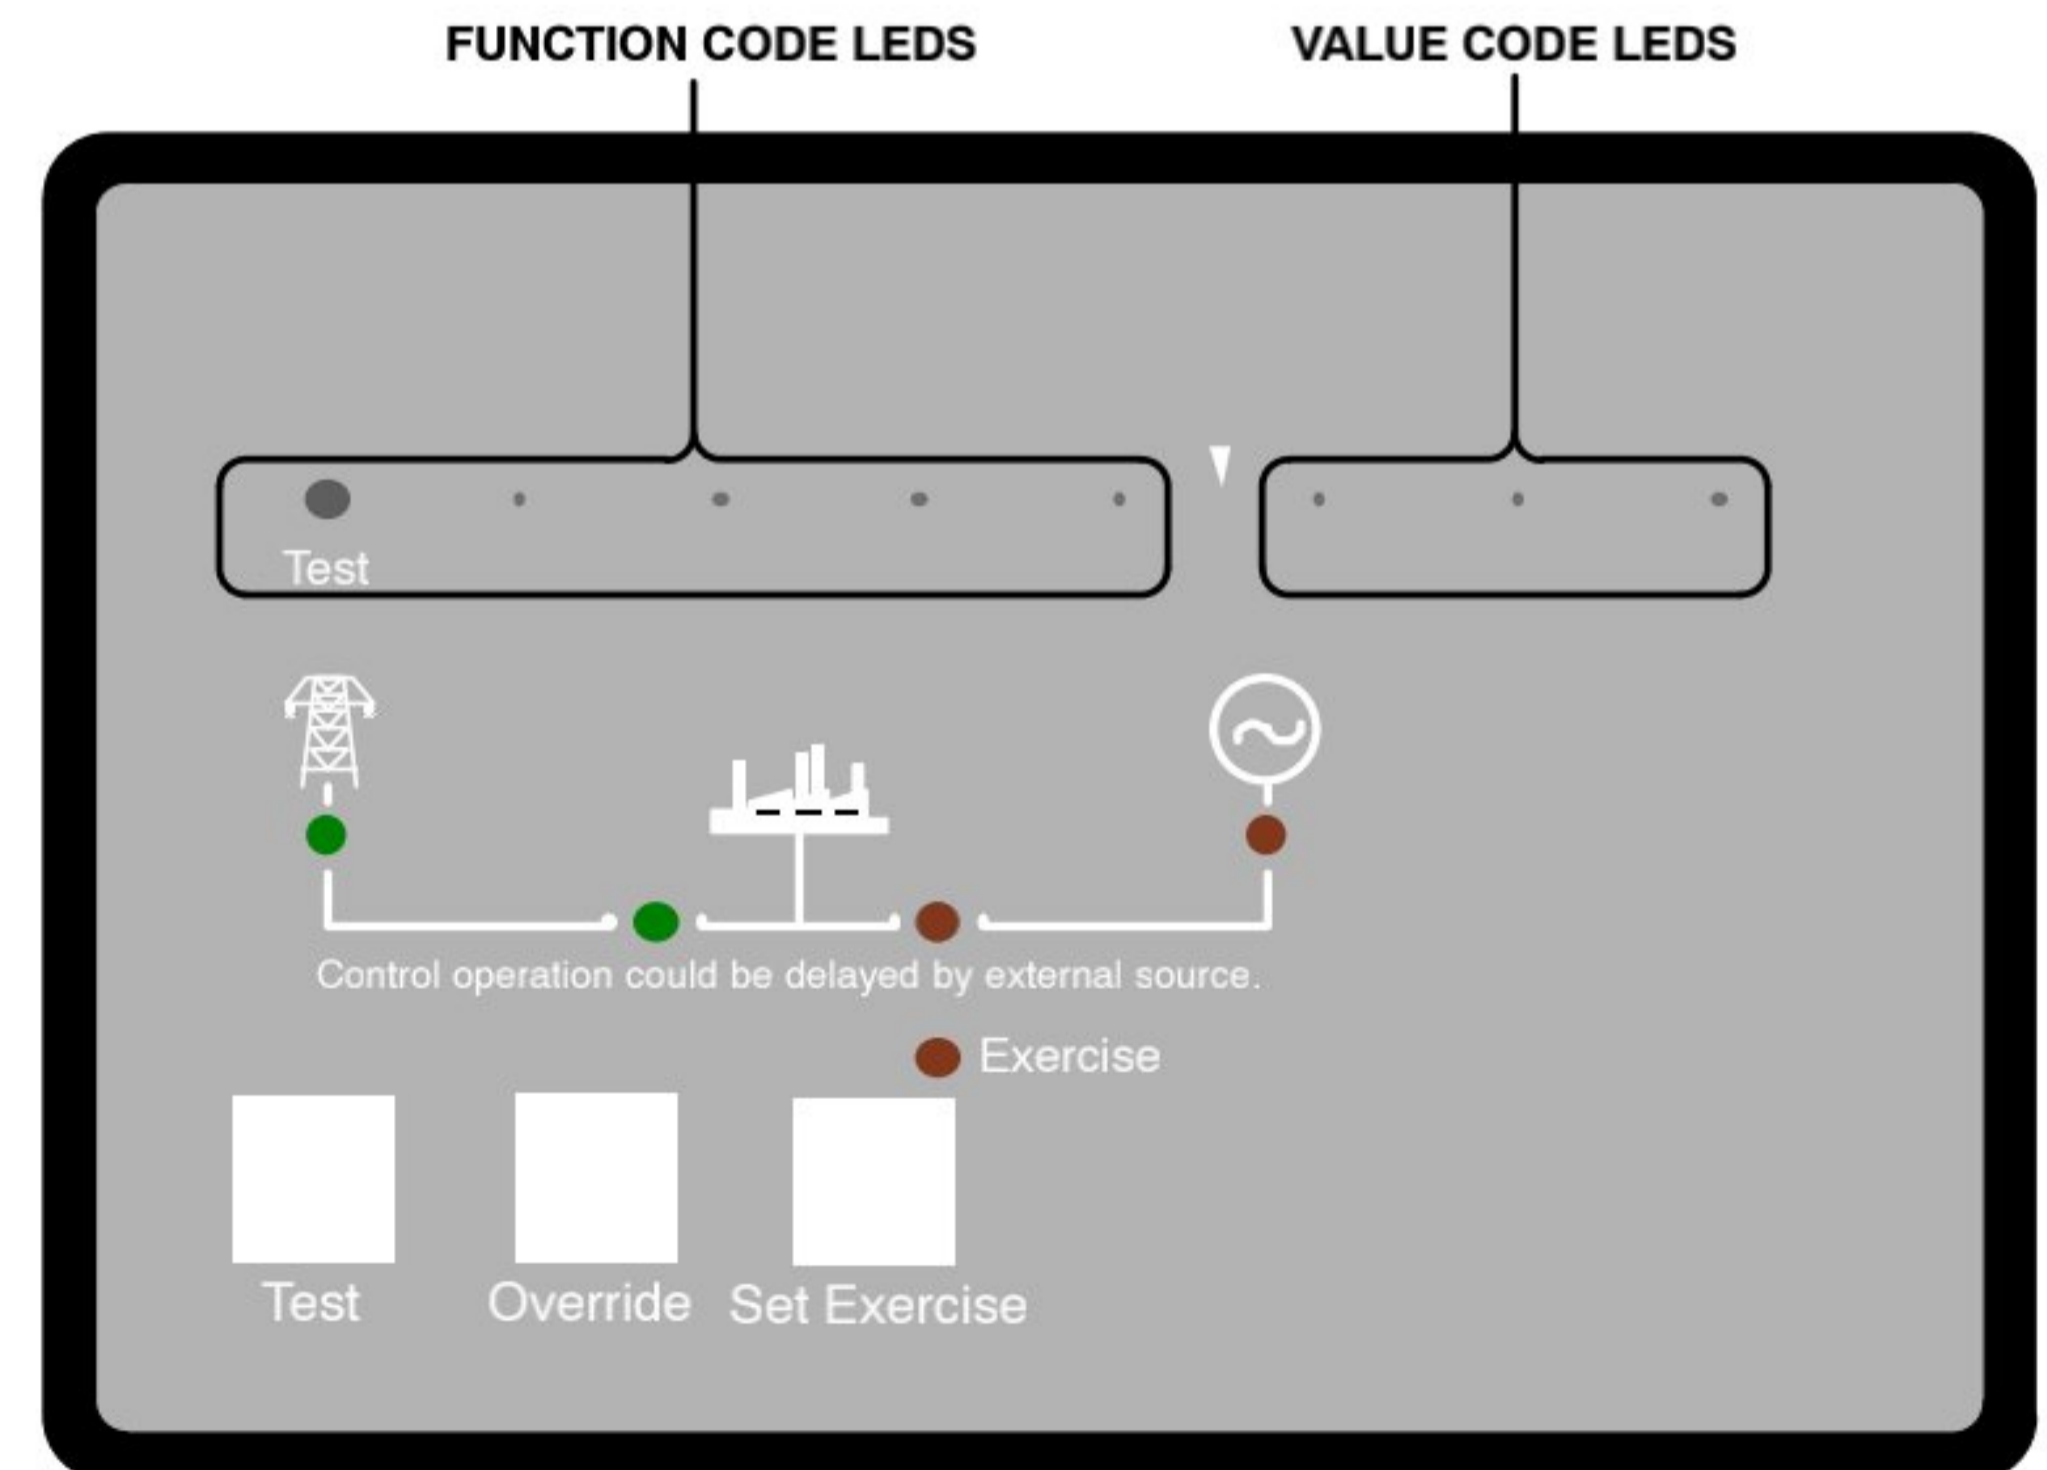 FUNCTION CODE LEDS
VALUE CODE LEDS
Test
Control operation could be delayed by external source.
Exercise
Test
Override
Set Exercise